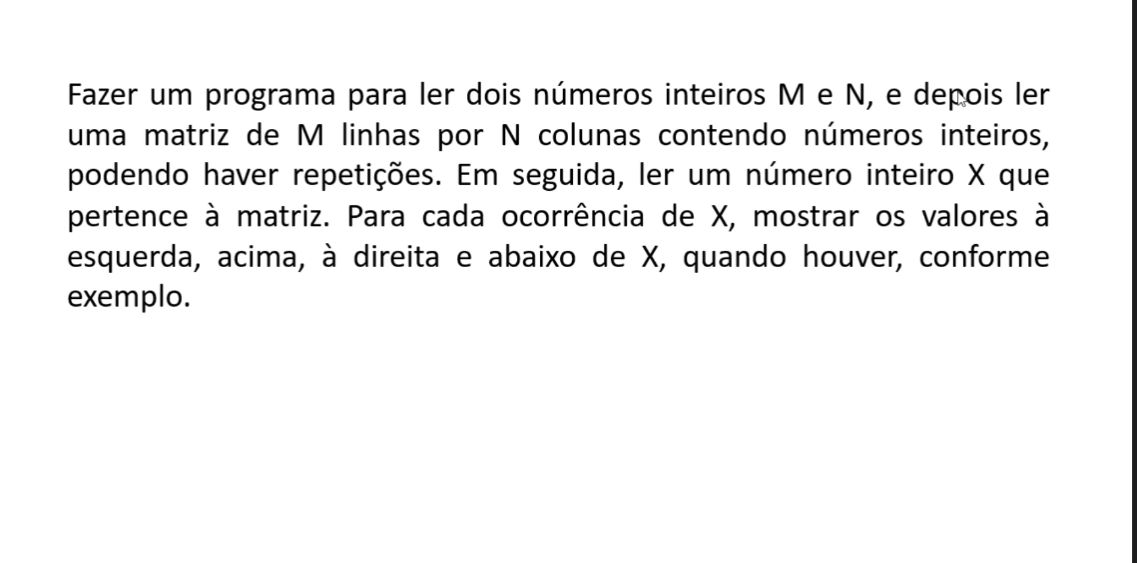 Fazer um programa para ler dois números inteiros M e N, e depois ler
uma matriz de M linhas por N colunas contendo números inteiros,
podendo haver repetições. Em seguida, ler um número inteiro X que
pertence à matriz. Para cada ocorrência de X, mostrar os valores à
esquerda, acima, à direita e abaixo de X, quando houver, conforme
exemplo.